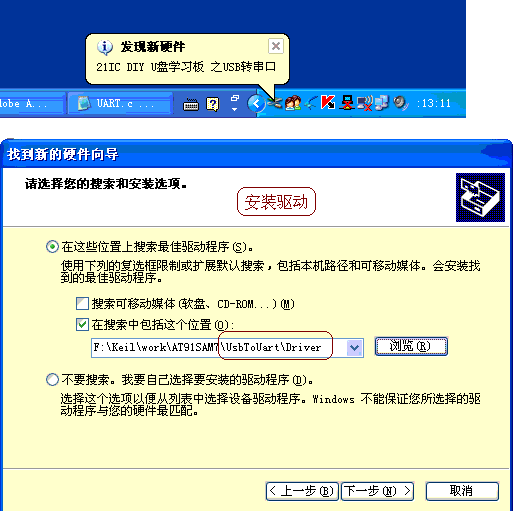 发现新硬件
21IC DIY U盘学习板 之USB转串口
dobe A...
UART.c ...
:13:11
找到新的硬件向导
请选择您的搜索和安装选项。
安装驱动
在这些位置上搜索最佳驱动程序(S)。
使用下列的复选框限制或扩展默认搜索，包括本机路径和可移动媒体。会安装找
到的最佳驱动程序。
搜索可移动媒体(软盘、CD-ROM...)(M)
在搜索中包括这个位置(O):
F:\Keil\work\AT91SAM7\UsbToUart\Driver
浏览(R)
不要搜索。我要自己选择要安装的驱动程序(D)。
选择这个选项以便从列表中选择设备驱动程序。Windows 不能保证您所选择的驱
动程序与您的硬件最匹配。
< 上一步(B)
下一步(N) >
取消